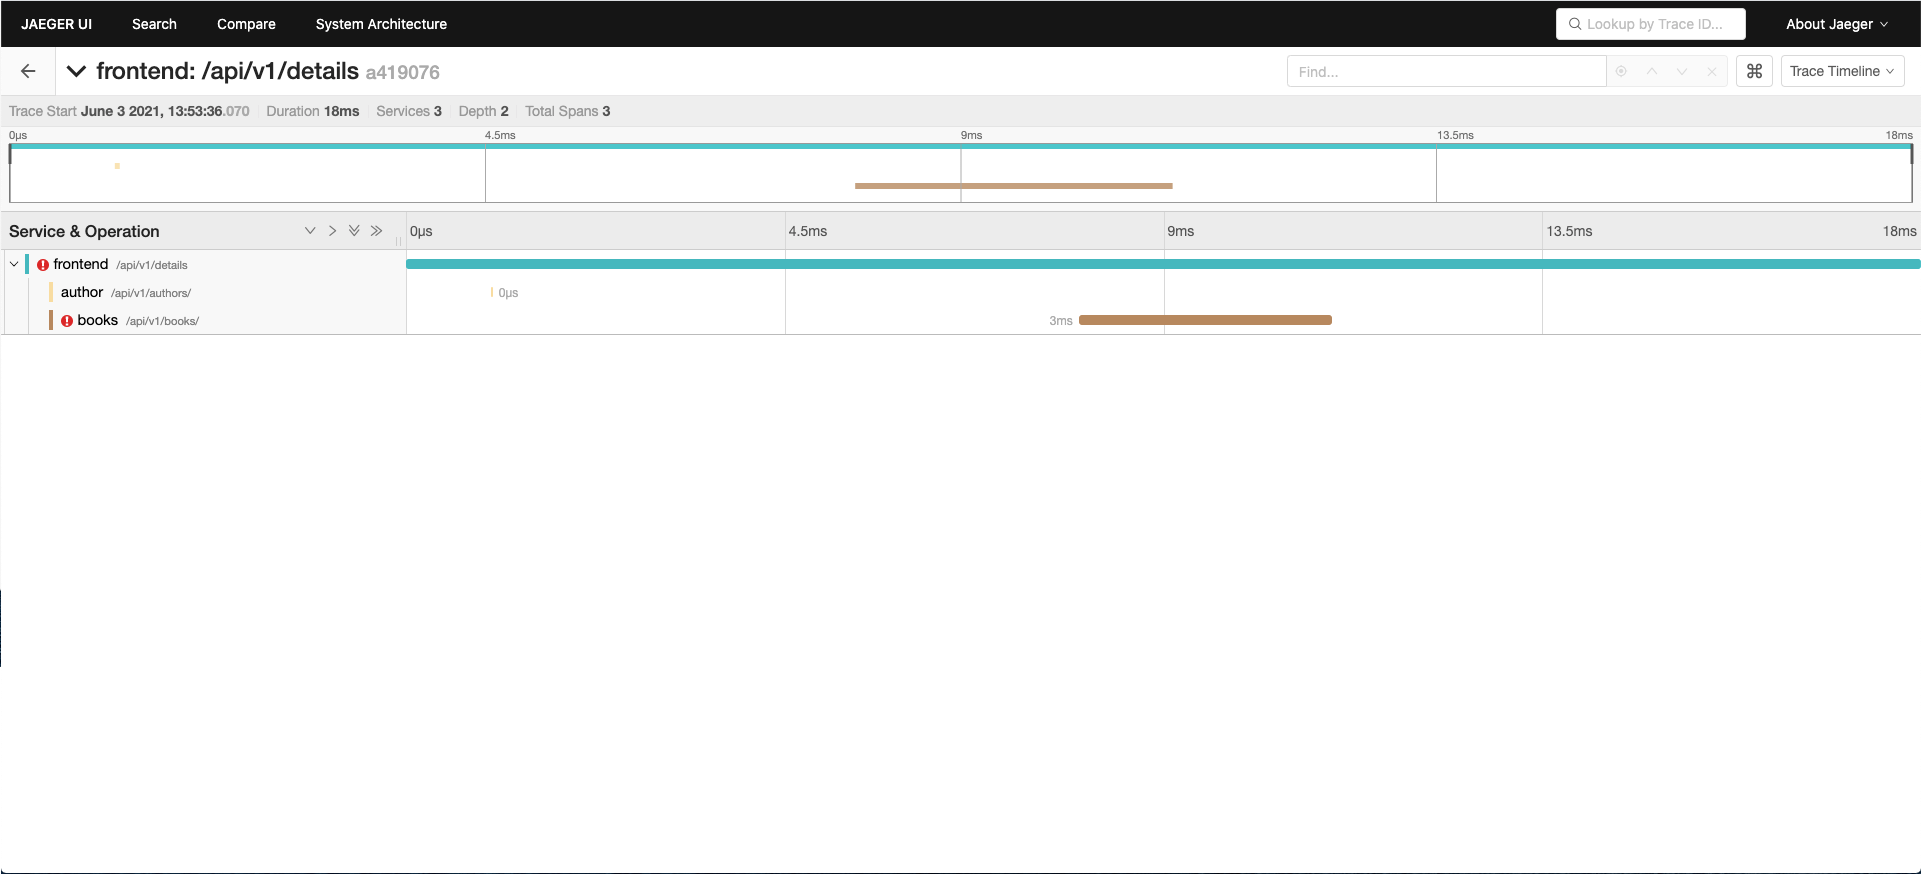 JAEGER UI Search Compare System Architecture Lookup by Trace ID... About Jaeger
frontend: /api/v1/details a419076 Find... ⌘ Trace Timeline
Trace Start June 3 2021, 13:53:36.070 Duration 18ms Services 3 Depth 2 Total Spans 3
0μs 4.5ms 9ms 13.5ms 18ms
Service & Operation 0μs 4.5ms 9ms 13.5ms 18ms
frontend /api/v1/details
author /api/v1/authors/ 0μs
books /api/v1/books/ 3ms